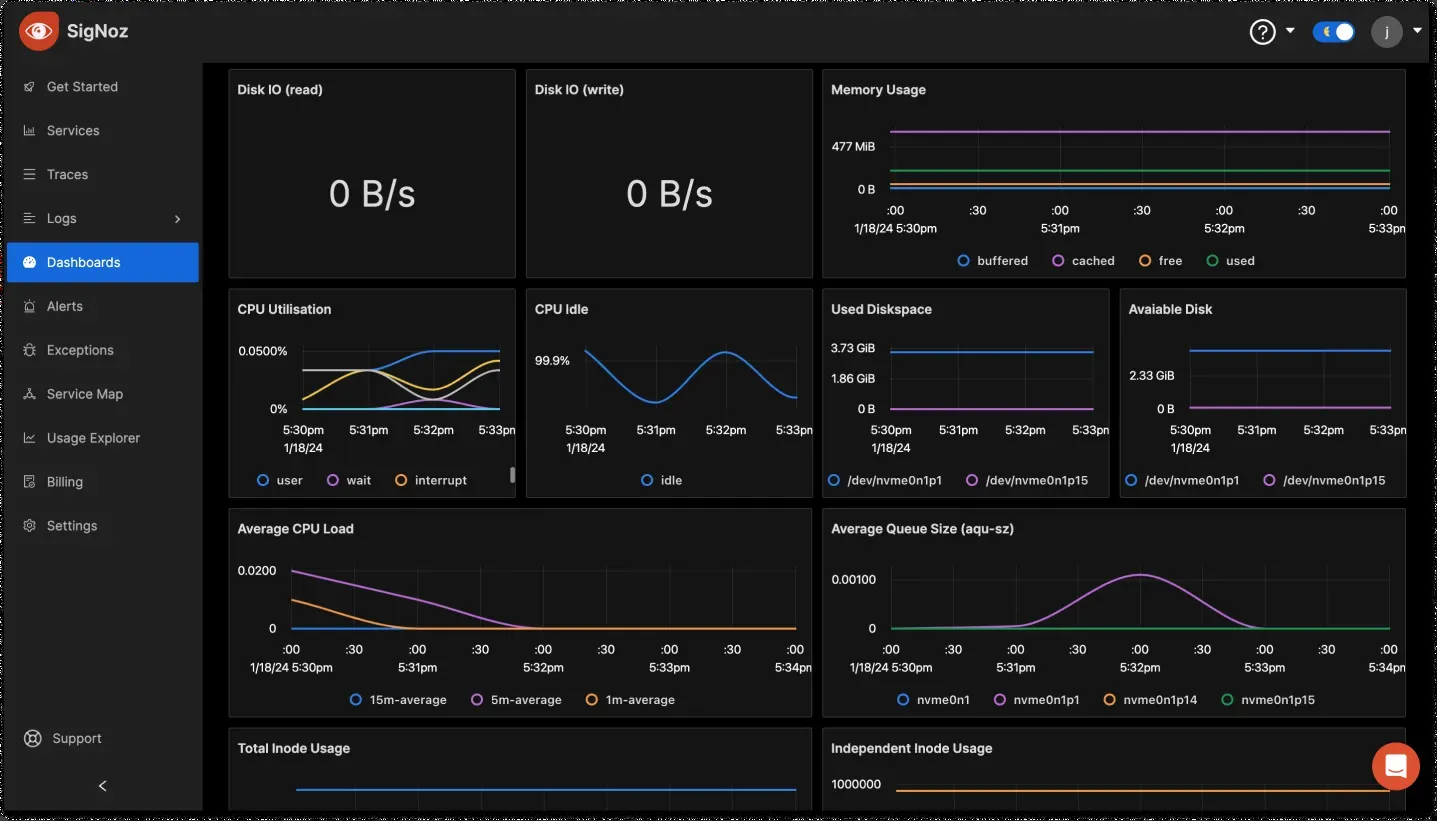 SigNoz
j
Get Started
Services
Traces
Logs
Dashboards
Alerts
Exceptions
Service Map
Usage Explorer
Billing
Settings
Support
Disk IO (read)
0 B/s
Disk IO (write)
0 B/s
Memory Usage
477 MiB
0 B
:00 :30 :00 :30 :00 :30 :00
1/18/24 5:30pm 5:31pm 5:32pm 5:33pm
buffered cached free used
CPU Utilisation
0.0500%
0%
5:30pm 5:31pm 5:32pm 5:33pm
1/18/24
user wait interrupt
CPU Idle
99.9%
5:30pm 5:31pm 5:32pm 5:33pm
1/18/24
idle
Used Diskspace
3.73 GiB
1.86 GiB
0 B
5:30pm 5:31pm 5:32pm 5:33pm
1/18/24
/dev/nvme0n1p1 /dev/nvme0n1p15
Avaiable Disk
2.33 GiB
0 B
5:30pm 5:31pm 5:32pm 5:33pm
1/18/24
/dev/nvme0n1p1 /dev/nvme0n1p15
Average CPU Load
0.0200
0
:00 :30 :00 :30 :00 :30 :00 :30 :00
1/18/24 5:30pm 5:31pm 5:32pm 5:33pm 5:34pm
15m-average 5m-average 1m-average
Average Queue Size (aqu-sz)
0.00100
0
:00 :30 :00 :30 :00 :30 :00 :30 :00
1/18/24 5:30pm 5:31pm 5:32pm 5:33pm 5:34pm
nvme0n1 nvme0n1p1 nvme0n1p14 nvme0n1p15
Total Inode Usage
Independent Inode Usage
1000000